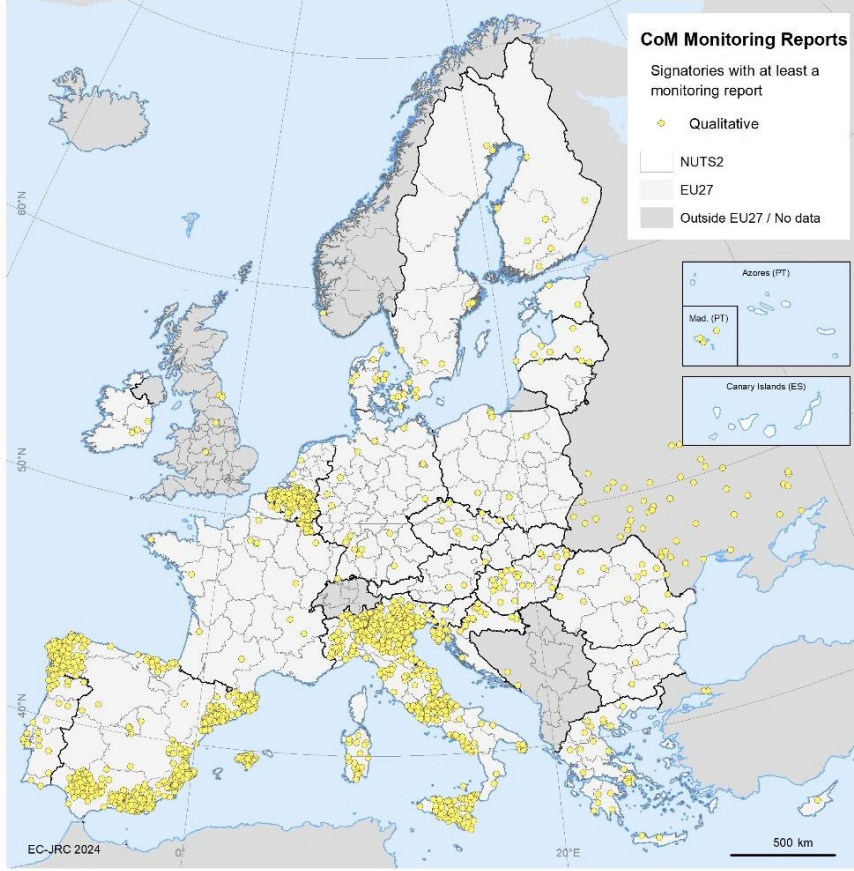 CoM Monitoring Reports
Signatories with at least a
monitoring report
Qualitative
NUTS2
EU27
Outside EU27 / No data
60°N
Azores (PT)
Mad. (PT)
Canary Islands (ES)
50°N
40°N
EC-JRC 2024
0°
20°E
500 km